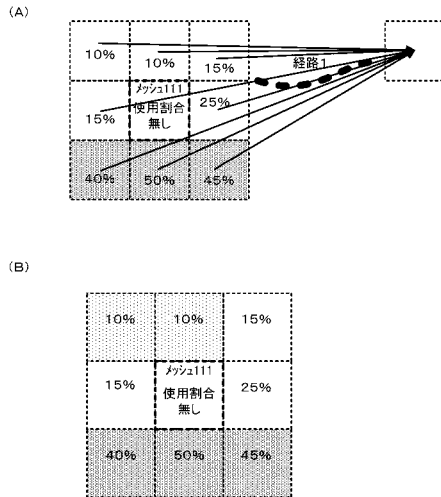 (A)
10% 10% 15% 経路1
メッシュ111
15% 使用割合 25%
無し
40% 50% 45%
(B)
10% 10% 15%
メッシュ111
15% 使用割合 25%
無し
40% 50% 45%